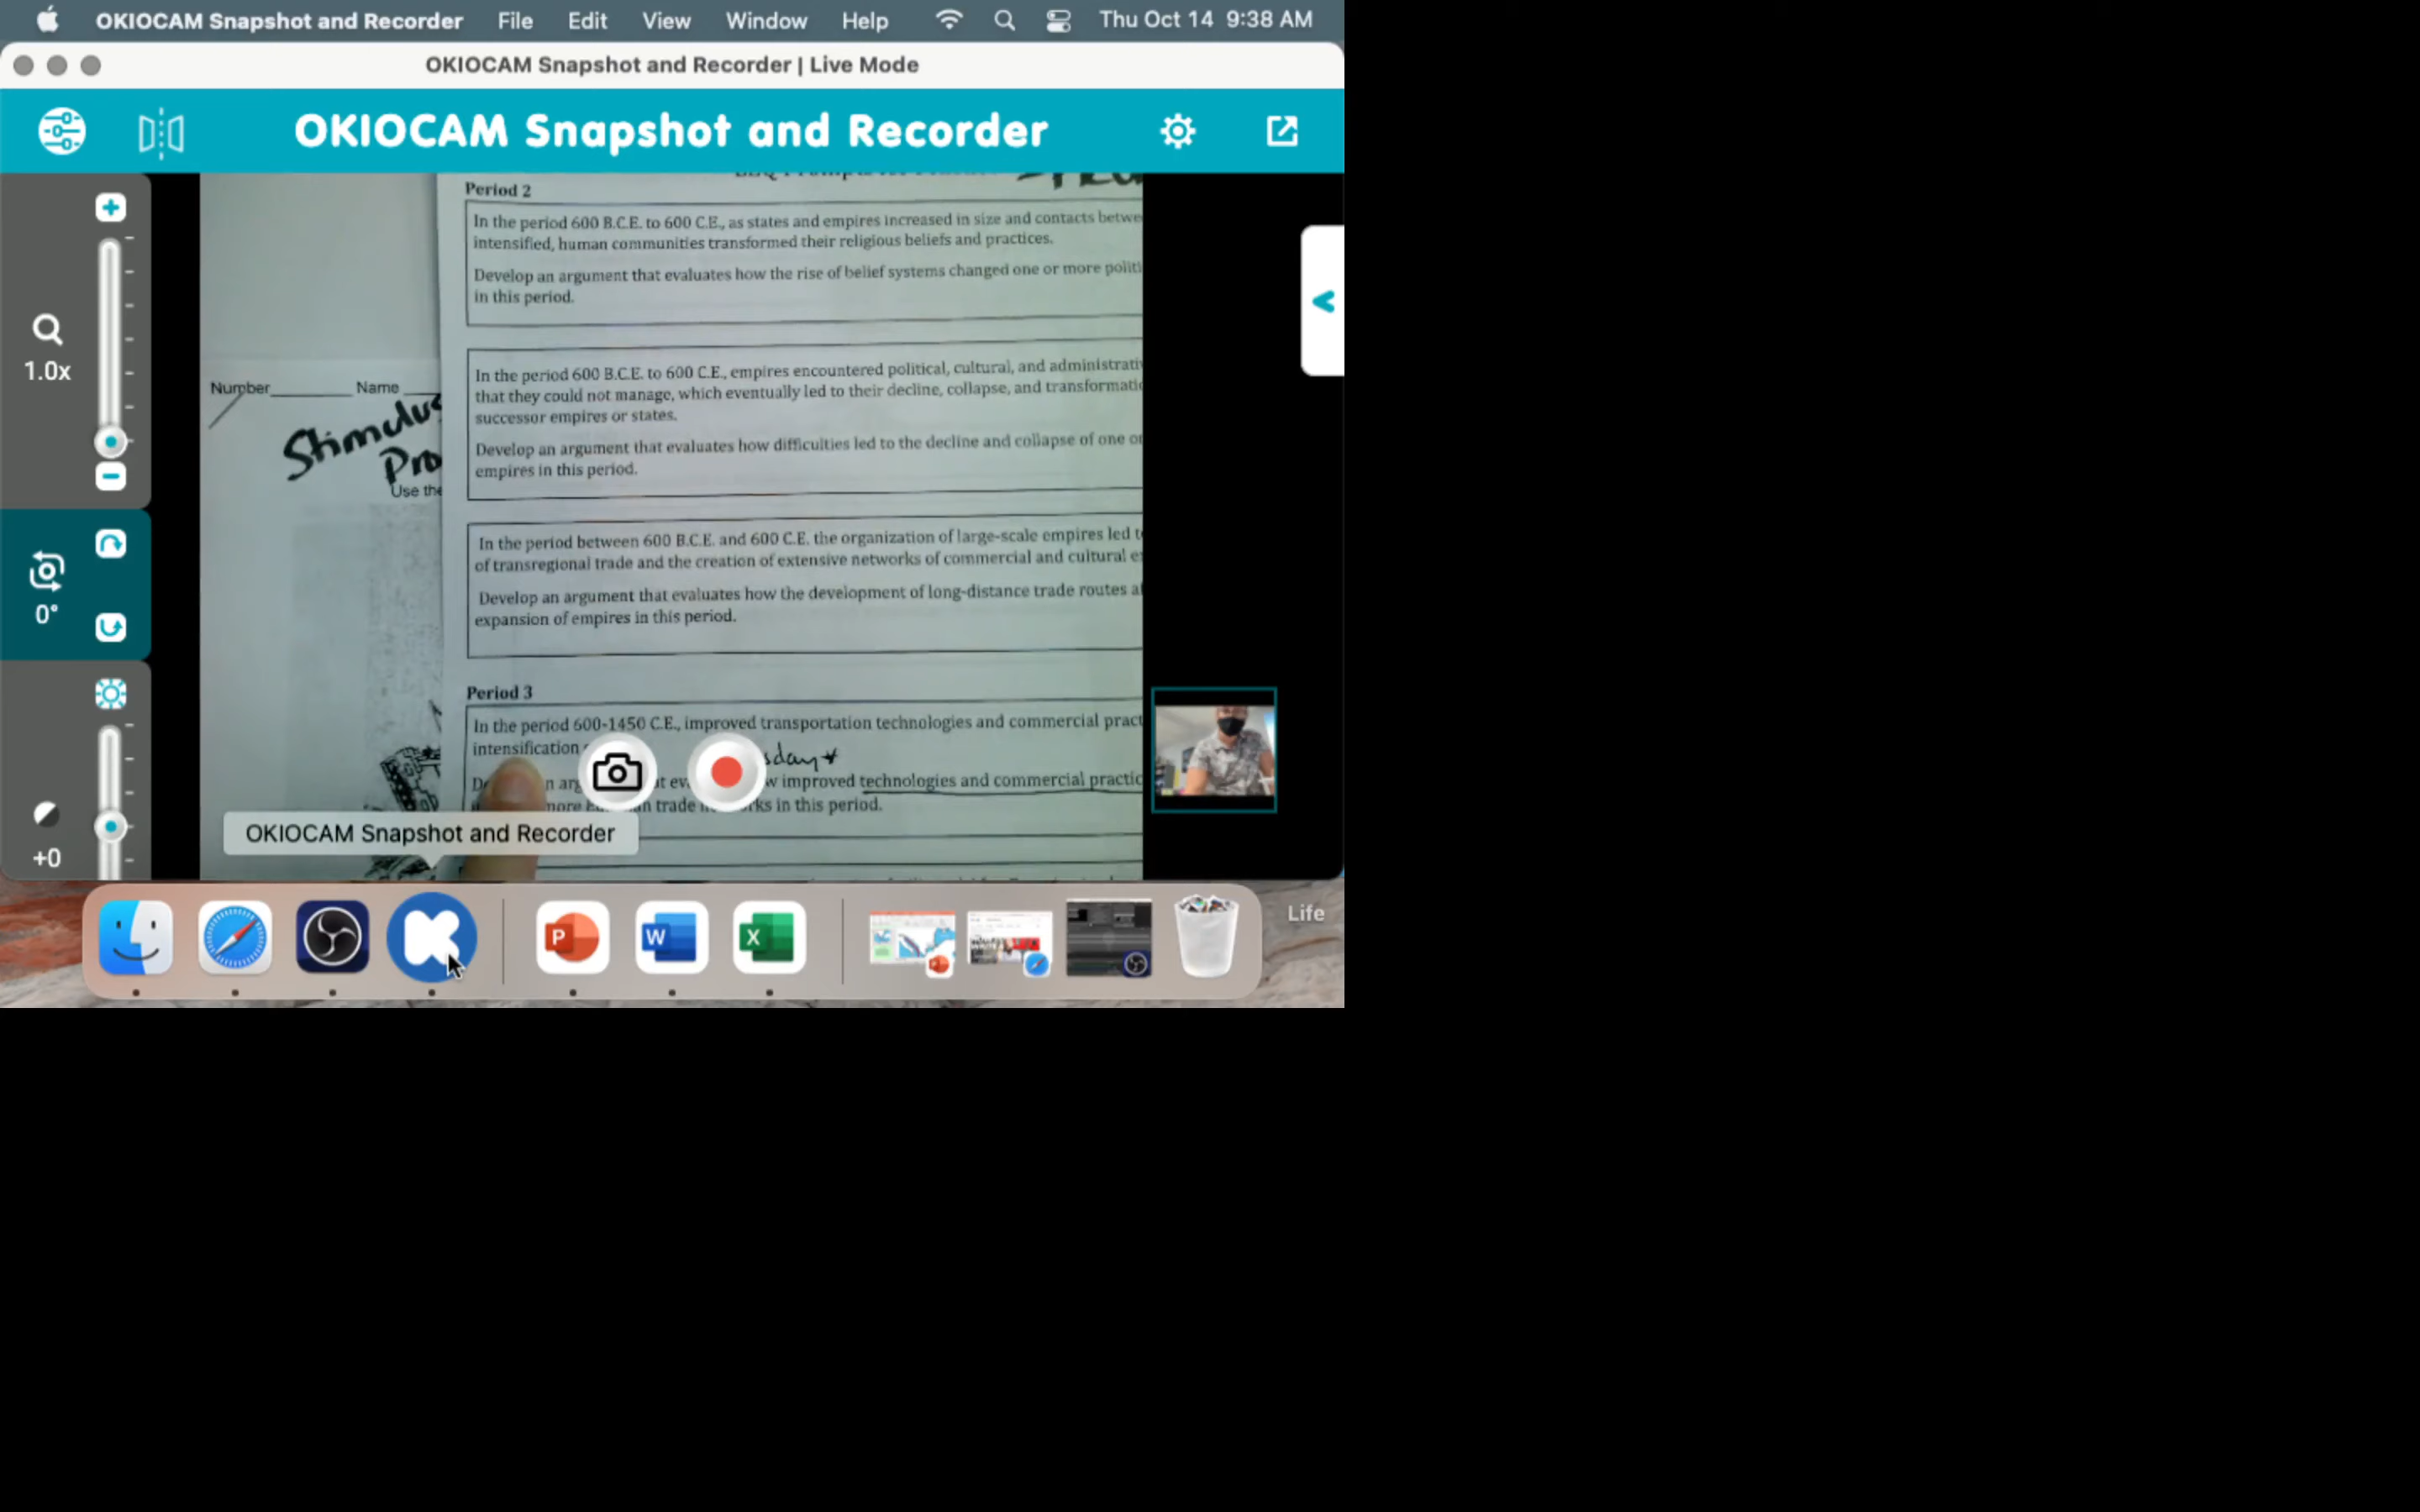 OKIOCAM Snapshot and Recorder File Edit View Window Help Thu Oct 14 9:38 AM
OKIOCAM Snapshot and Recorder | Live Mode
OKIOCAM Snapshot and Recorder
1.0x
0°
+0
Number________ Name
Stimulus
Pro
Use the
Period 2
In the period 600 B.C.E. to 600 C.E., as states and empires increased in size and contacts betwe
intensified, human communities transformed their religious beliefs and practices.
Develop an argument that evaluates how the rise of belief systems changed one or more politi
in this period.
In the period 600 B.C.E. to 600 C.E., empires encountered political, cultural, and administrati
that they could not manage, which eventually led to their decline, collapse, and transformati
successor empires or states.
Develop an argument that evaluates how difficulties led to the decline and collapse of one or
empires in this period.
In the period between 600 B.C.E. and 600 C.E. the organization of large-scale empires led t
of transregional trade and the creation of extensive networks of commercial and cultural e
Develop an argument that evaluates how the development of long-distance trade routes a
expansion of empires in this period.
Period 3
In the period 600-1450 C.E., improved transportation technologies and commercial pract
intensification
sday*
improved technologies and commercial practic
more trade in this period.
OKIOCAM Snapshot and Recorder
Life